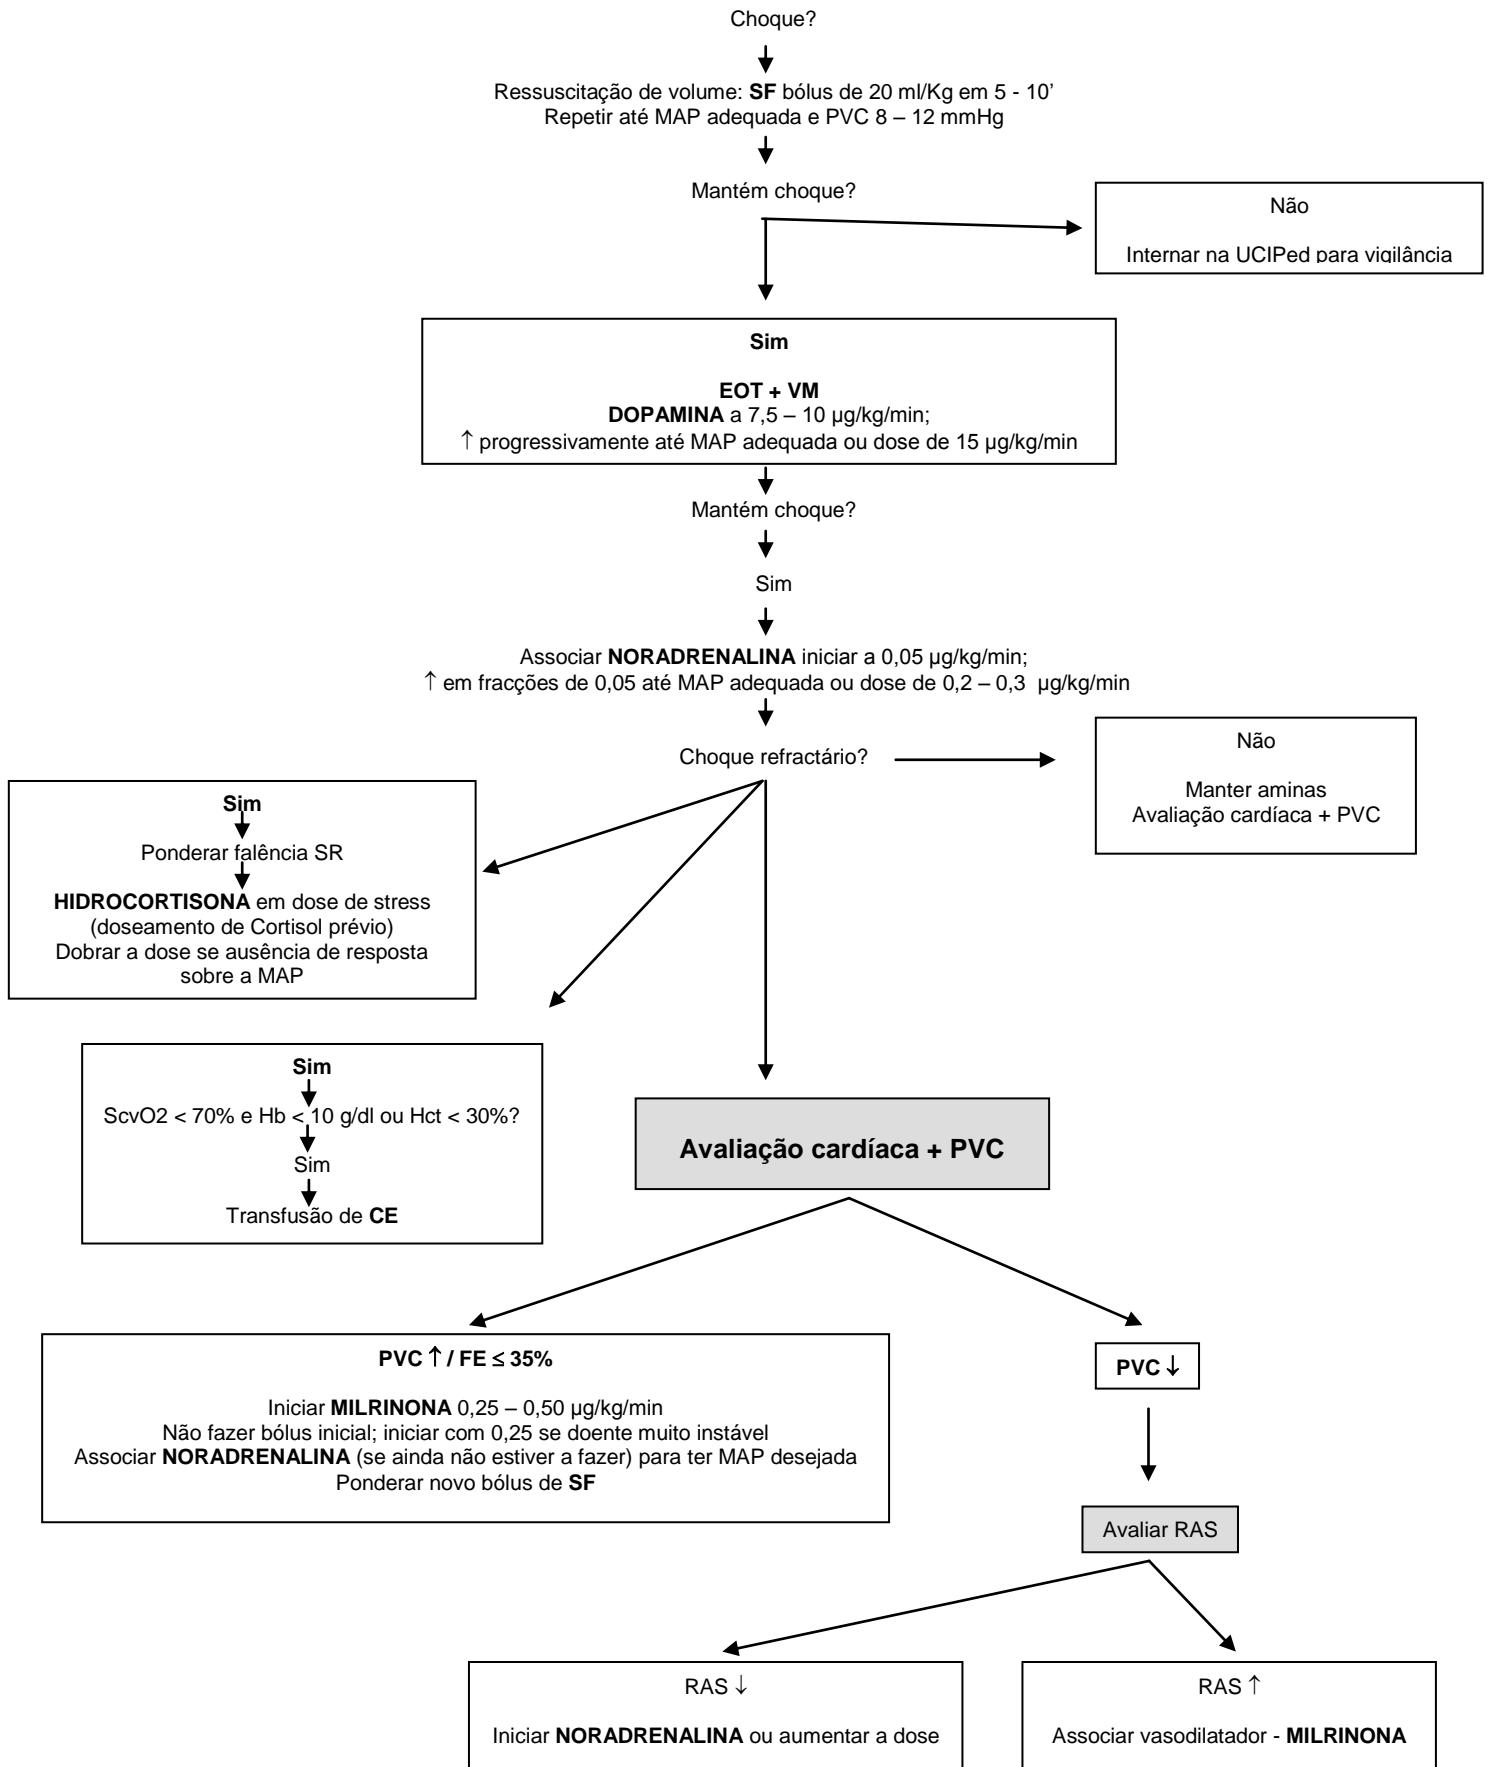 Choque?
Ressuscitação de volume: SF bólus de 20 ml/Kg em 5 - 10’
Repetir até MAP adequada e PVC 8 – 12 mmHg
Mantém choque?
Não
Internar na UCIPed para vigilância
Sim
EOT + VM
DOPAMINA a 7,5 – 10 µg/kg/min;
↑ progressivamente até MAP adequada ou dose de 15 µg/kg/min
Mantém choque?
Sim
Associar NORADRENALINA iniciar a 0,05 µg/kg/min;
↑ em fracções de 0,05 até MAP adequada ou dose de 0,2 – 0,3 µg/kg/min
Choque refractário?
Não
Manter aminas
Avaliação cardíaca + PVC
Sim
Ponderar falência SR
HIDROCORTISONA em dose de stress
(doseamento de Cortisol prévio)
Dobrar a dose se ausência de resposta
sobre a MAP
Sim
ScvO2 < 70% e Hb < 10 g/dl ou Hct < 30%?
Sim
Transfusão de CE
Avaliação cardíaca + PVC
PVC ↑ / FE ≤ 35%
Iniciar MILRINONA 0,25 – 0,50 µg/kg/min
Não fazer bólus inicial; iniciar com 0,25 se doente muito instável
Associar NORADRENALINA (se ainda não estiver a fazer) para ter MAP desejada
Ponderar novo bólus de SF
PVC ↓
Avaliar RAS
RAS ↓
Iniciar NORADRENALINA ou aumentar a dose
RAS ↑
Associar vasodilatador - MILRINONA